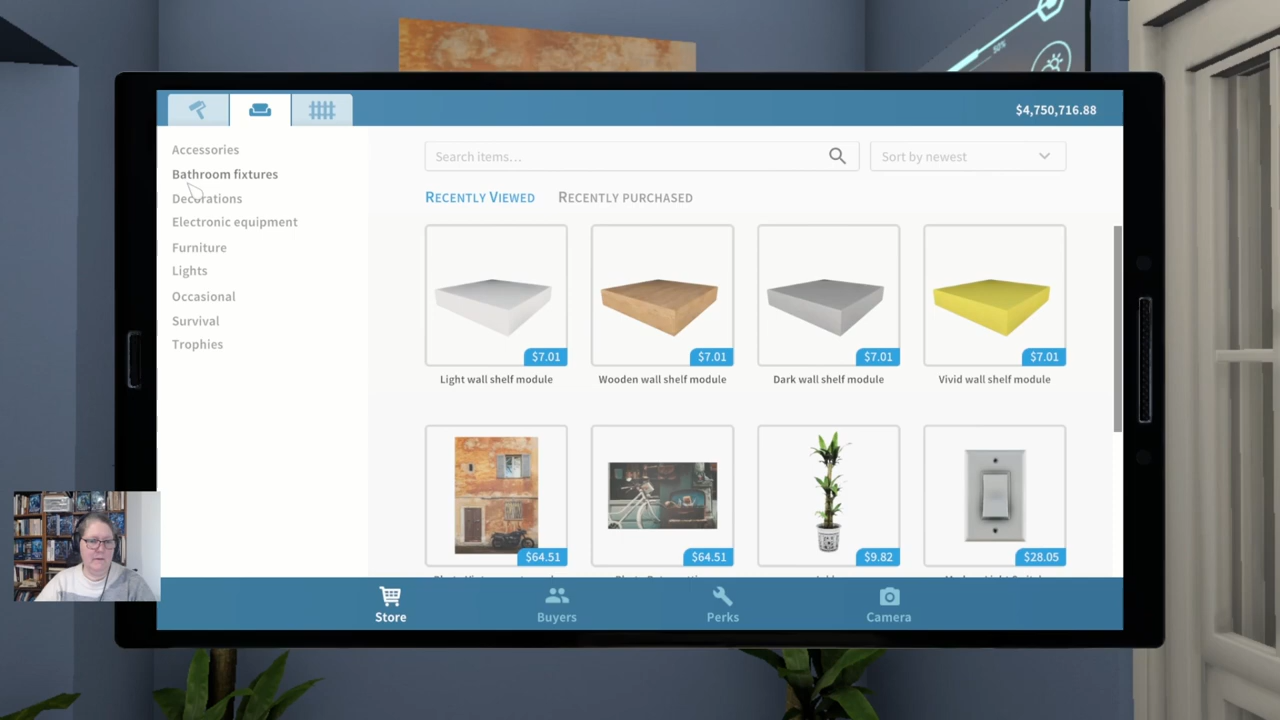 50%
$4,750,716.88
Accessories
Bathroom fixtures
Decorations
Electronic equipment
Furniture
Lights
Occasional
Survival
Trophies
Search items...
Sort by newest
RECENTLY VIEWED
RECENTLY PURCHASED
$7.01
$7.01
$7.01
$7.01
Light wall shelf module
Wooden wall shelf module
Dark wall shelf module
Vivid wall shelf module
$64.51
$64.51
$9.82
$28.05
Store
Buyers
Perks
Camera